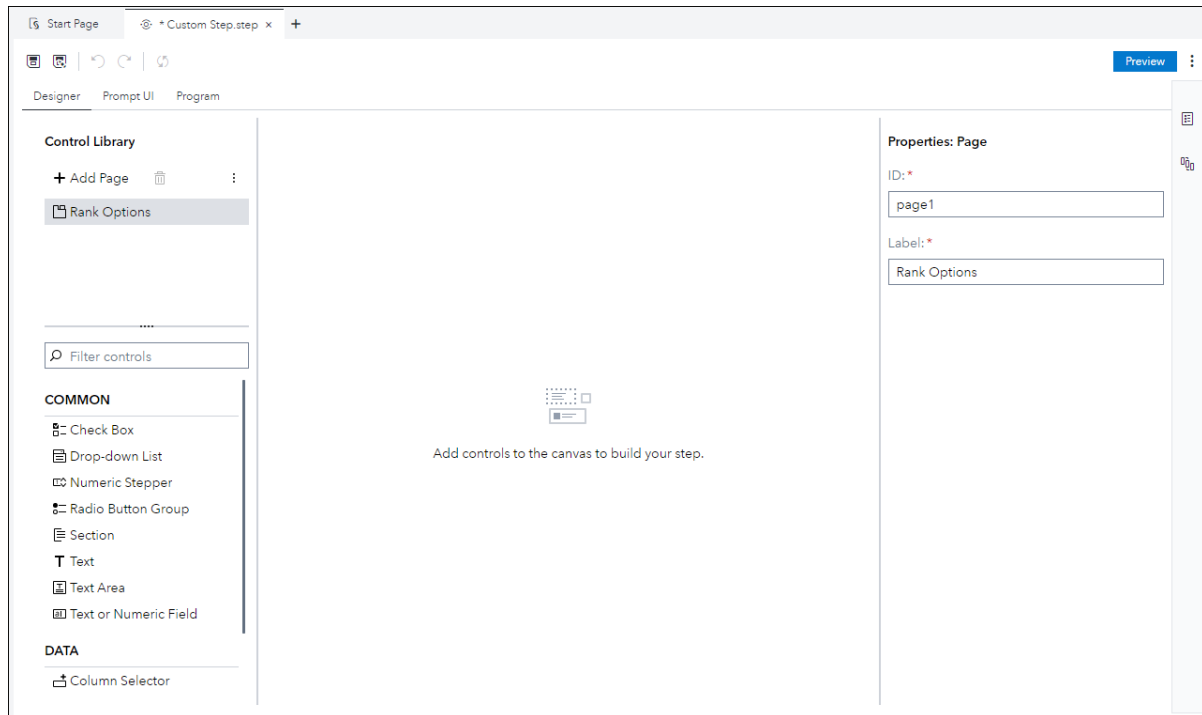 Start Page
* Custom Step.step × +
Preview
Designer Prompt UI Program
Control Library
+ Add Page
Rank Options
Filter controls
COMMON
Check Box
Drop-down List
Numeric Stepper
Radio Button Group
Section
Text
Text Area
Text or Numeric Field
DATA
Column Selector
Add controls to the canvas to build your step.
Properties: Page
ID:*
page1
Label:*
Rank Options